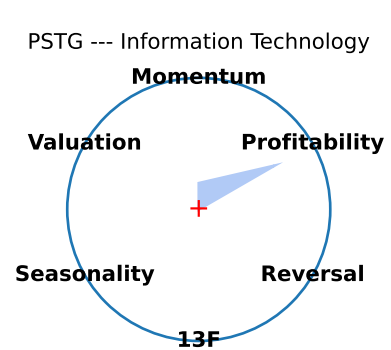 PSTG --- Information Technology
Momentum
Valuation
Profitability
Seasonality
Reversal
13F